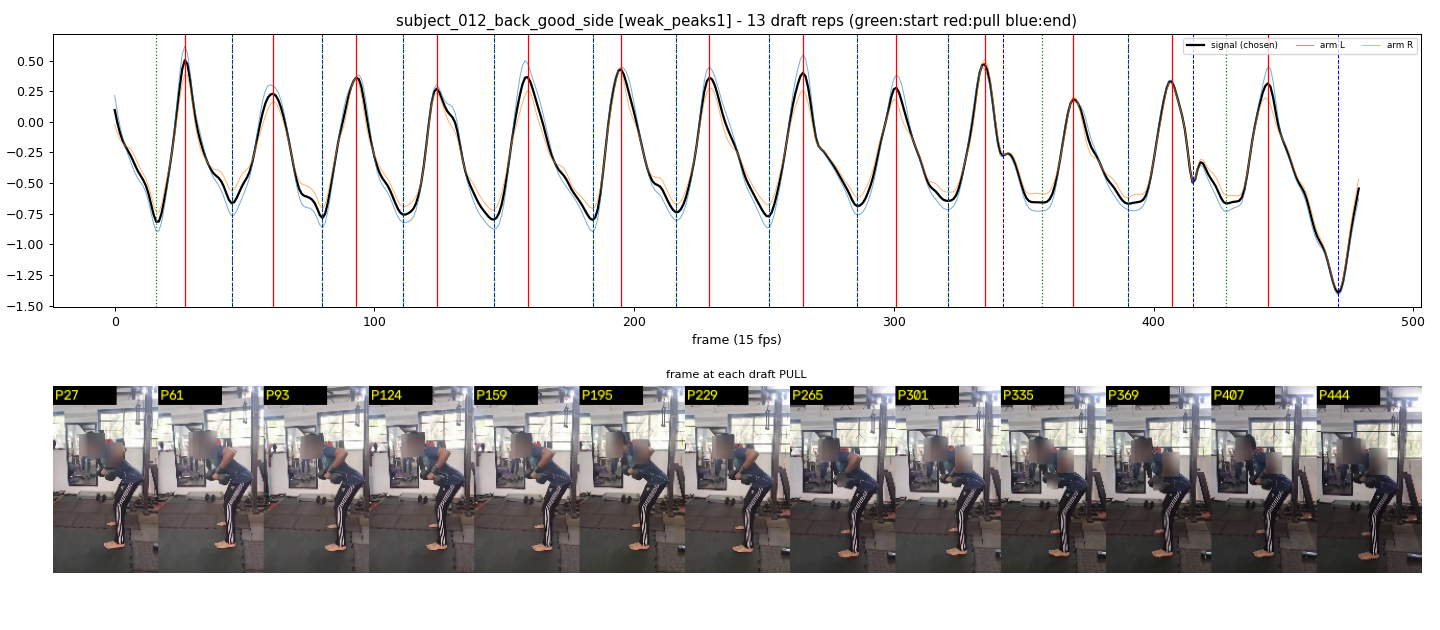 subject_012_back_good_side [weak_peaks1] - 13 draft reps (green:start red:pull blue:end)
signal (chosen) arm L arm R
0.50
0.25
0.00
−0.25
−0.50
−0.75
−1.00
−1.25
−1.50
0 100 200 300 400 500
frame (15 fps)
frame at each draft PULL
P27 P61 P93 P124 P159 P195 P229 P265 P301 P335 P369 P407 P444